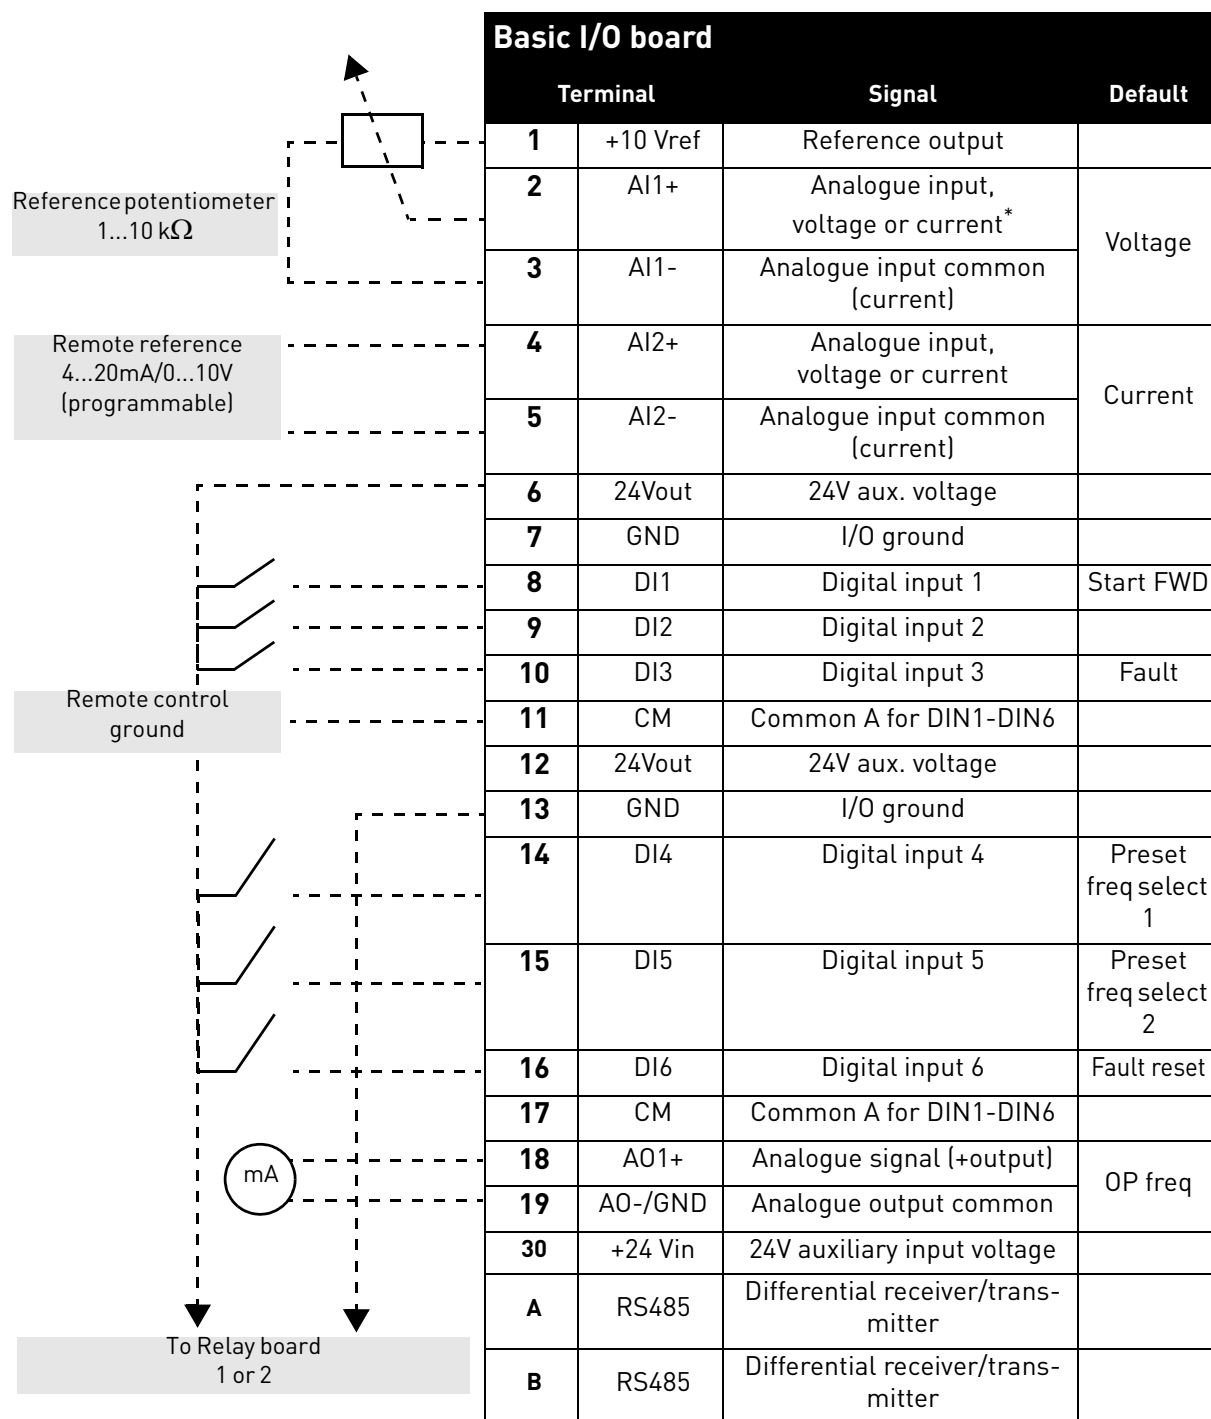 Basic I/O board
Terminal Signal Default
1 +10 Vref Reference output
Reference potentiometer
1...10 kΩ
2 AI1+ Analogue input,
voltage or current*
Voltage
3 AI1- Analogue input common
(current)
Remote reference
4...20mA/0...10V
(programmable)
4 AI2+ Analogue input,
voltage or current
Current
5 AI2- Analogue input common
(current)
6 24Vout 24V aux. voltage
7 GND I/O ground
8 DI1 Digital input 1 Start FWD
9 DI2 Digital input 2
10 DI3 Digital input 3 Fault
Remote control
ground
11 CM Common A for DIN1-DIN6
12 24Vout 24V aux. voltage
13 GND I/O ground
14 DI4 Digital input 4 Preset
freq select
1
15 DI5 Digital input 5 Preset
freq select
2
16 DI6 Digital input 6 Fault reset
17 CM Common A for DIN1-DIN6
mA
18 AO1+ Analogue signal (+output)
OP freq
19 AO-/GND Analogue output common
30 +24 Vin 24V auxiliary input voltage
A RS485 Differential receiver/trans-
mitter
To Relay board
1 or 2
B RS485 Differential receiver/trans-
mitter